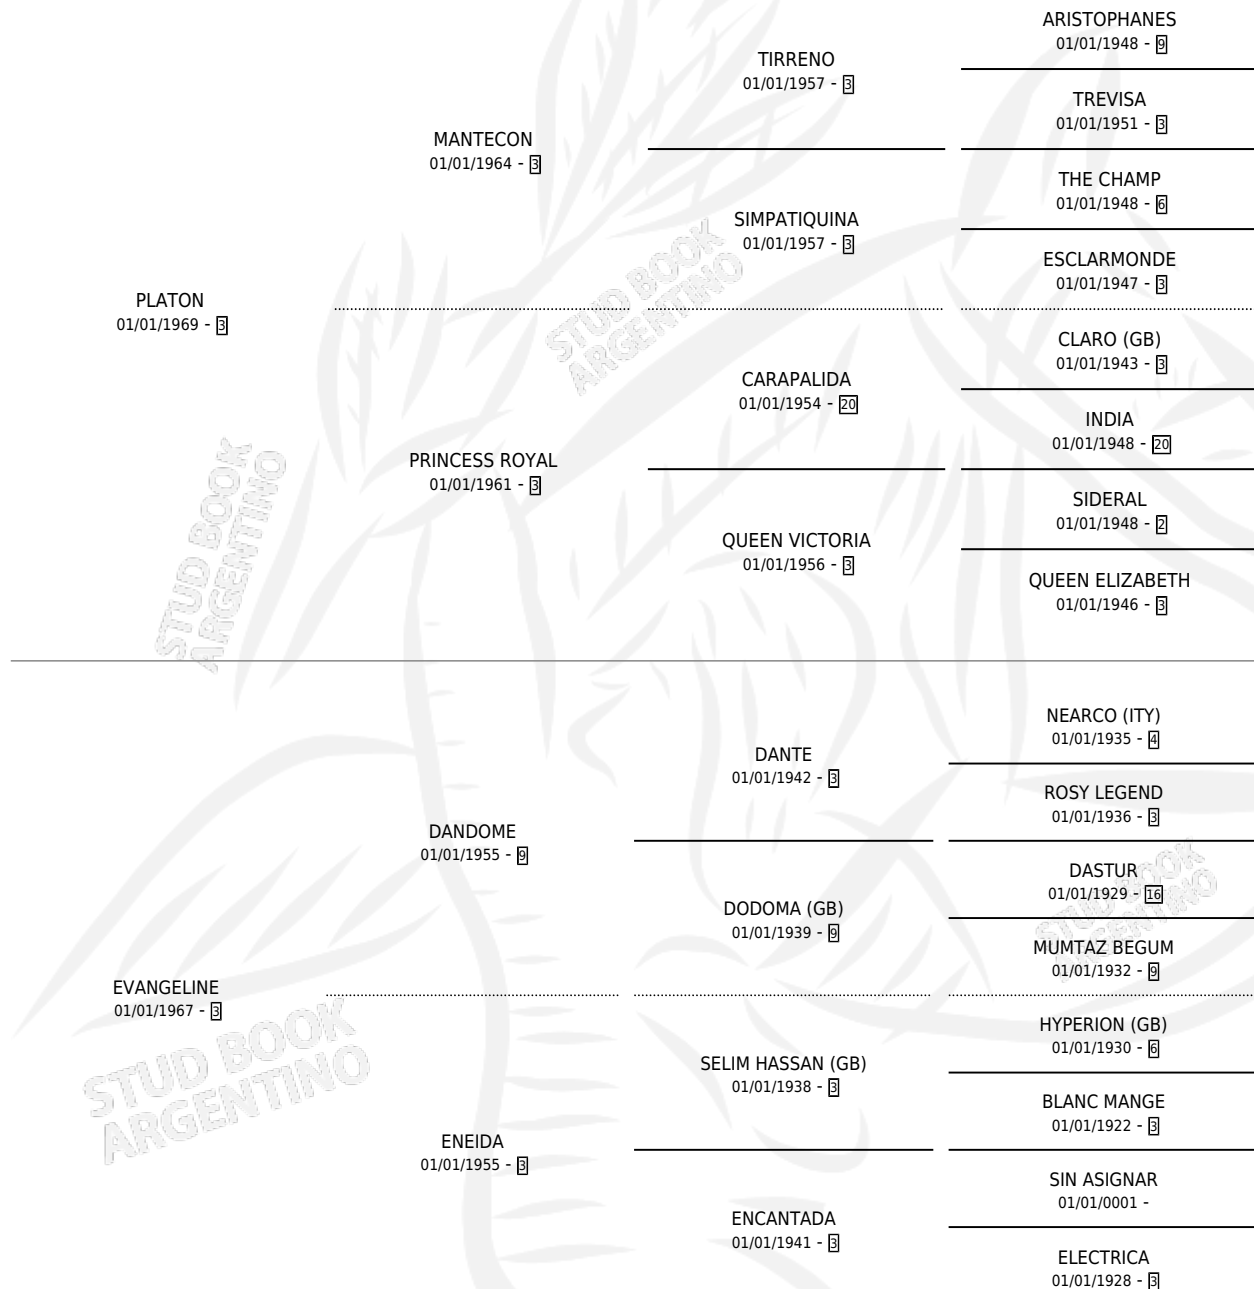 ARISTOPHANES
01/01/1948 - 9
TIRRENO
01/01/1957 - 3
TREVISA
01/01/1951 - 3
MANTECON
01/01/1964 - 3
THE CHAMP
01/01/1948 - 6
SIMPATIQUINA
01/01/1957 - 3
ESCLARMONDE
01/01/1947 - 3
PLATON
01/01/1969 - 3
CLARO (GB)
01/01/1943 - 3
CARAPALIDA
01/01/1954 - 20
INDIA
01/01/1948 - 20
PRINCESS ROYAL
01/01/1961 - 3
SIDERAL
01/01/1948 - 2
QUEEN VICTORIA
01/01/1956 - 3
QUEEN ELIZABETH
01/01/1946 - 3
NEARCO (ITY)
01/01/1935 - 4
DANTE
01/01/1942 - 3
ROSY LEGEND
01/01/1936 - 3
DANDOME
01/01/1955 - 9
DASTUR
01/01/1929 - 16
DODOMA (GB)
01/01/1939 - 9
MUMTAZ BEGUM
01/01/1932 - 9
EVANGELINE
01/01/1967 - 3
HYPERION (GB)
01/01/1930 - 6
SELIM HASSAN (GB)
01/01/1938 - 3
BLANC MANGE
01/01/1922 - 3
ENEIDA
01/01/1955 - 3
SIN ASIGNAR
01/01/0001 -
ENCANTADA
01/01/1941 - 3
ELECTRICA
01/01/1928 - 3
STUD BOOK
ARGENTINO
STUD BOOK
ARGENTINO
STUD BOOK
ARGENTINO
STUD BOOK
ARGENTINO